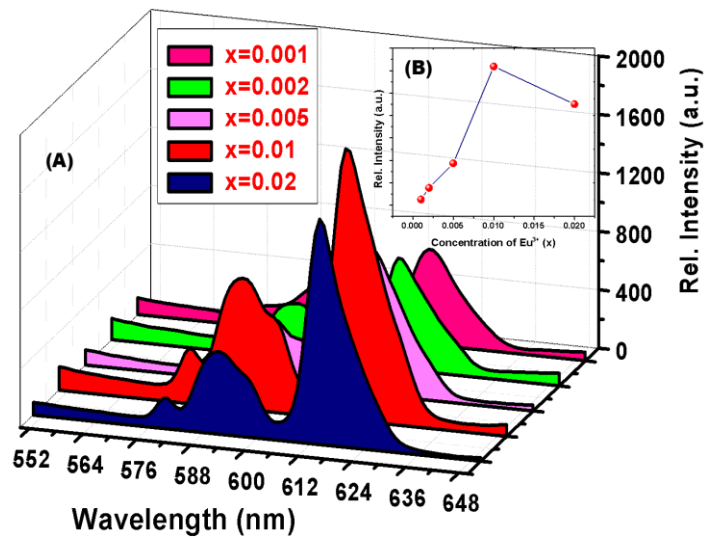 x=0.001
x=0.002
x=0.005
x=0.01
x=0.02
(A)
(B)
Rel. Intensity (a.u.)
0.000 0.005 0.010 0.015 0.020
Concentration of Eu³⁺ (x)
2000
1600
1200
800
400
0
Rel. Intensity (a.u.)
552 564 576 588 600 612 624 636 648
Wavelength (nm)